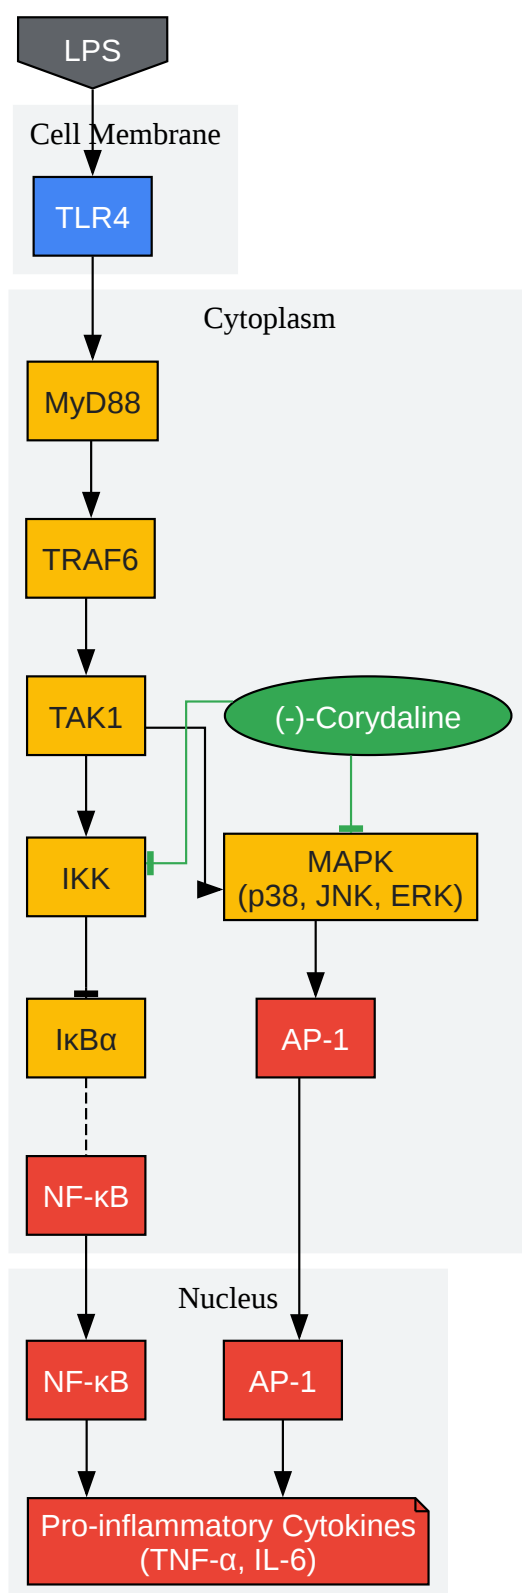 LPS
Cell Membrane
TLR4
Cytoplasm
MyD88
TRAF6
TAK1
(-)-Corydaline
IKK
MAPK
(p38, JNK, ERK)
IκBα
AP-1
NF-κB
Nucleus
NF-κB
AP-1
Pro-inflammatory Cytokines
(TNF-α, IL-6)